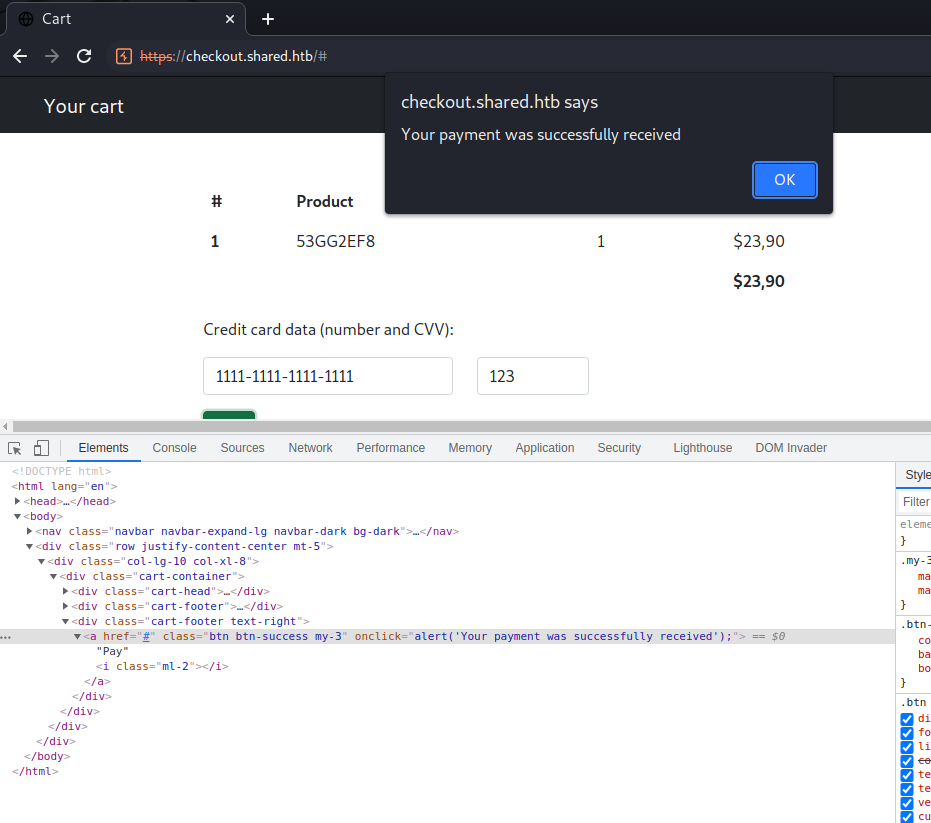 Cart
https://checkout.shared.htb/#
Your cart
checkout.shared.htb says
Your payment was successfully received
OK
# Product
1 53GG2EF8 1 $23,90
$23,90
Credit card data (number and CVV):
1111-1111-1111-1111 123
Elements Console Sources Network Performance Memory Application Security Lighthouse DOM Invader
<!DOCTYPE html>
<html lang="en">
<head>…</head>
<body>
<nav class="navbar navbar-expand-lg navbar-dark bg-dark">…</nav>
<div class="row justify-content-center mt-5">
<div class="col-lg-10 col-xl-8">
<div class="cart-container">
<div class="cart-head">…</div>
<div class="cart-footer">…</div>
<div class="cart-footer text-right">
<a href="#" class="btn btn-success my-3" onclick="alert('Your payment was successfully received');"> == $0
"Pay"
<i class="ml-2"></i>
</a>
</div>
</div>
</div>
</div>
</body>
</html>
Style
Filter
eleme
}
.my-3
ma
ma
}
.btn-
co
ba
bo
}
.btn
di
fo
li
co
te
te
ve
cu